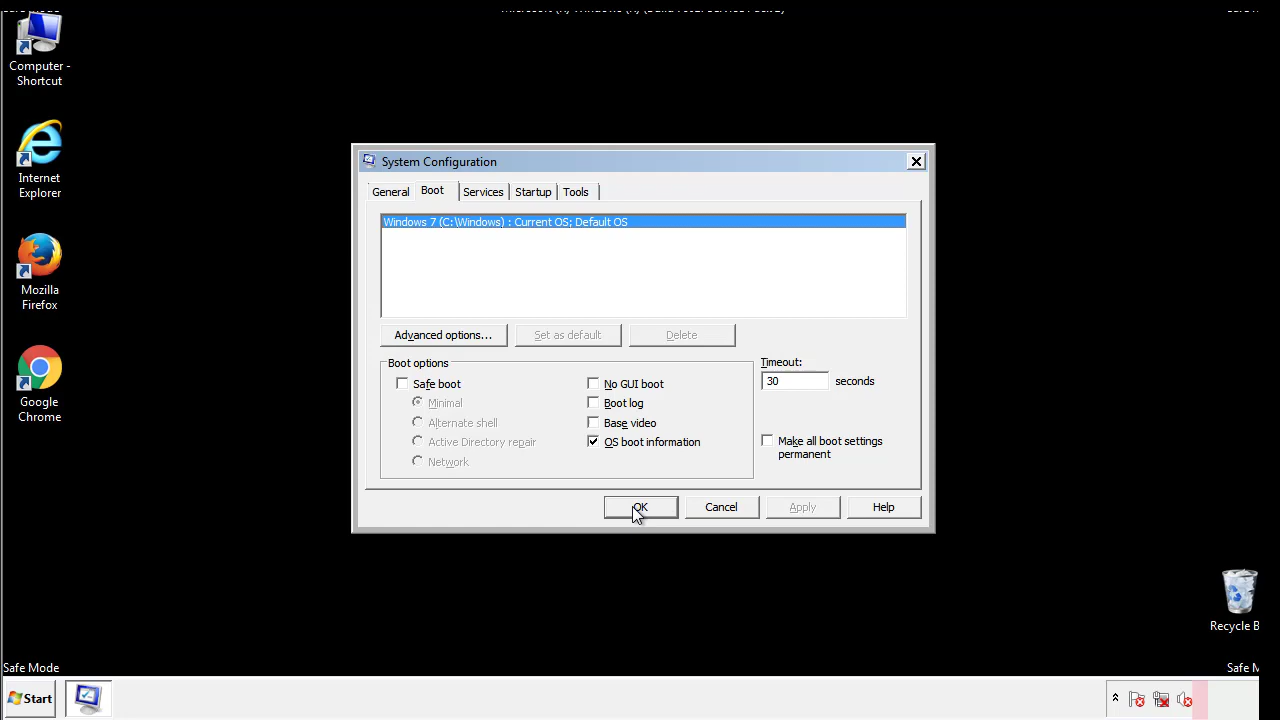 Computer -
Shortcut
Internet
Explorer
Mozilla
Firefox
Google
Chrome
System Configuration
General Boot Services Startup Tools
Windows 7 (C:\Windows) : Current OS; Default OS
Advanced options... Set as default Delete
Boot options
Safe boot
Minimal
Alternate shell
Active Directory repair
Network
No GUI boot
Boot log
Base video
OS boot information
Timeout:
30 seconds
Make all boot settings
permanent
OK Cancel Apply Help
Recycle B
Safe Mode
Safe M
Start